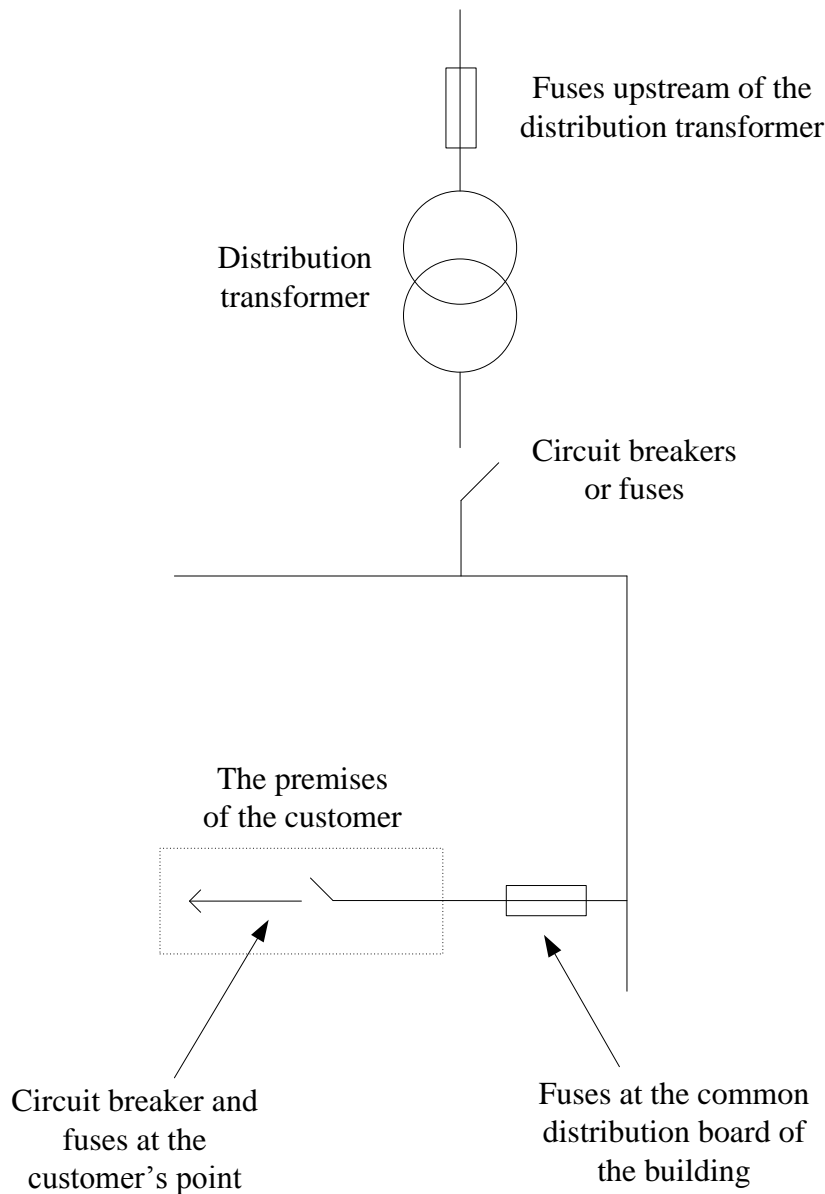 Fuses upstream of the
distribution transformer
Distribution
transformer
Circuit breakers
or fuses
The premises
of the customer
Circuit breaker and
fuses at the
customer’s point
Fuses at the common
distribution board of
the building